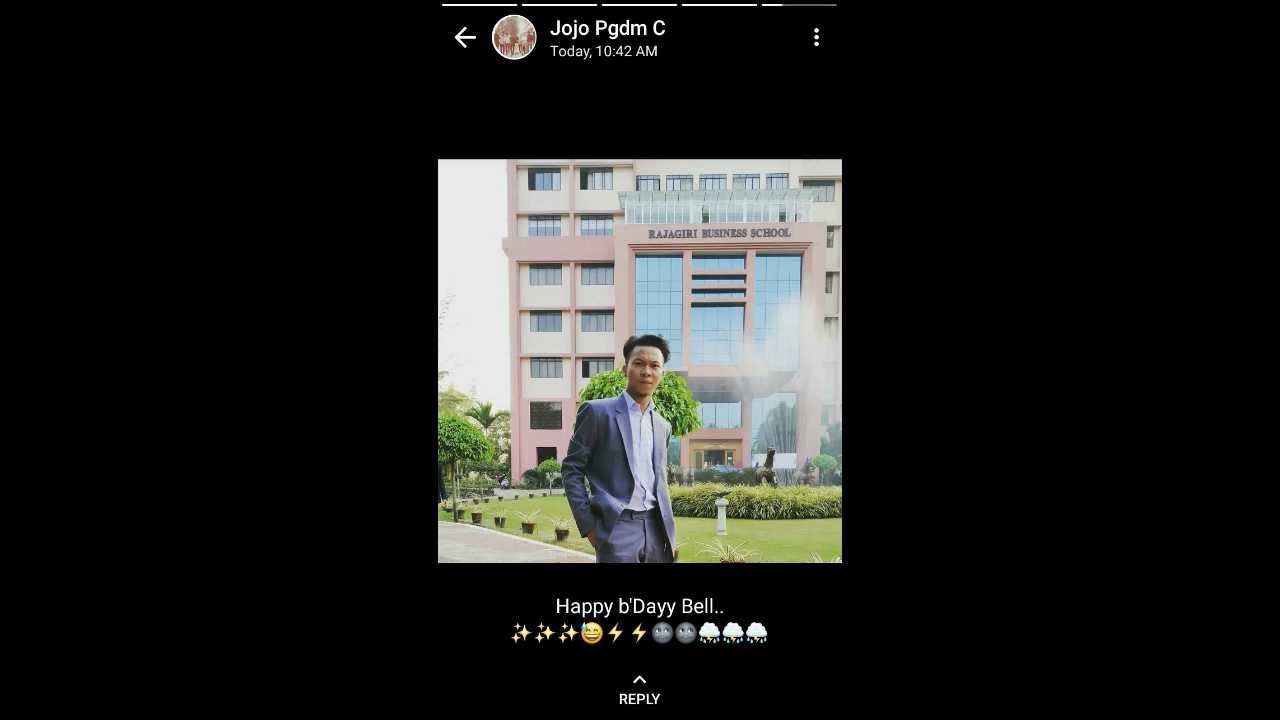 Jojo Pgdm C
Today, 10:42 AM
RAJAGIRI BUSINESS SCHOOL
Happy b'Dayy Bell..
✨✨✨😅⚡⚡🌚🌚⛈️⛈️⛈️
REPLY